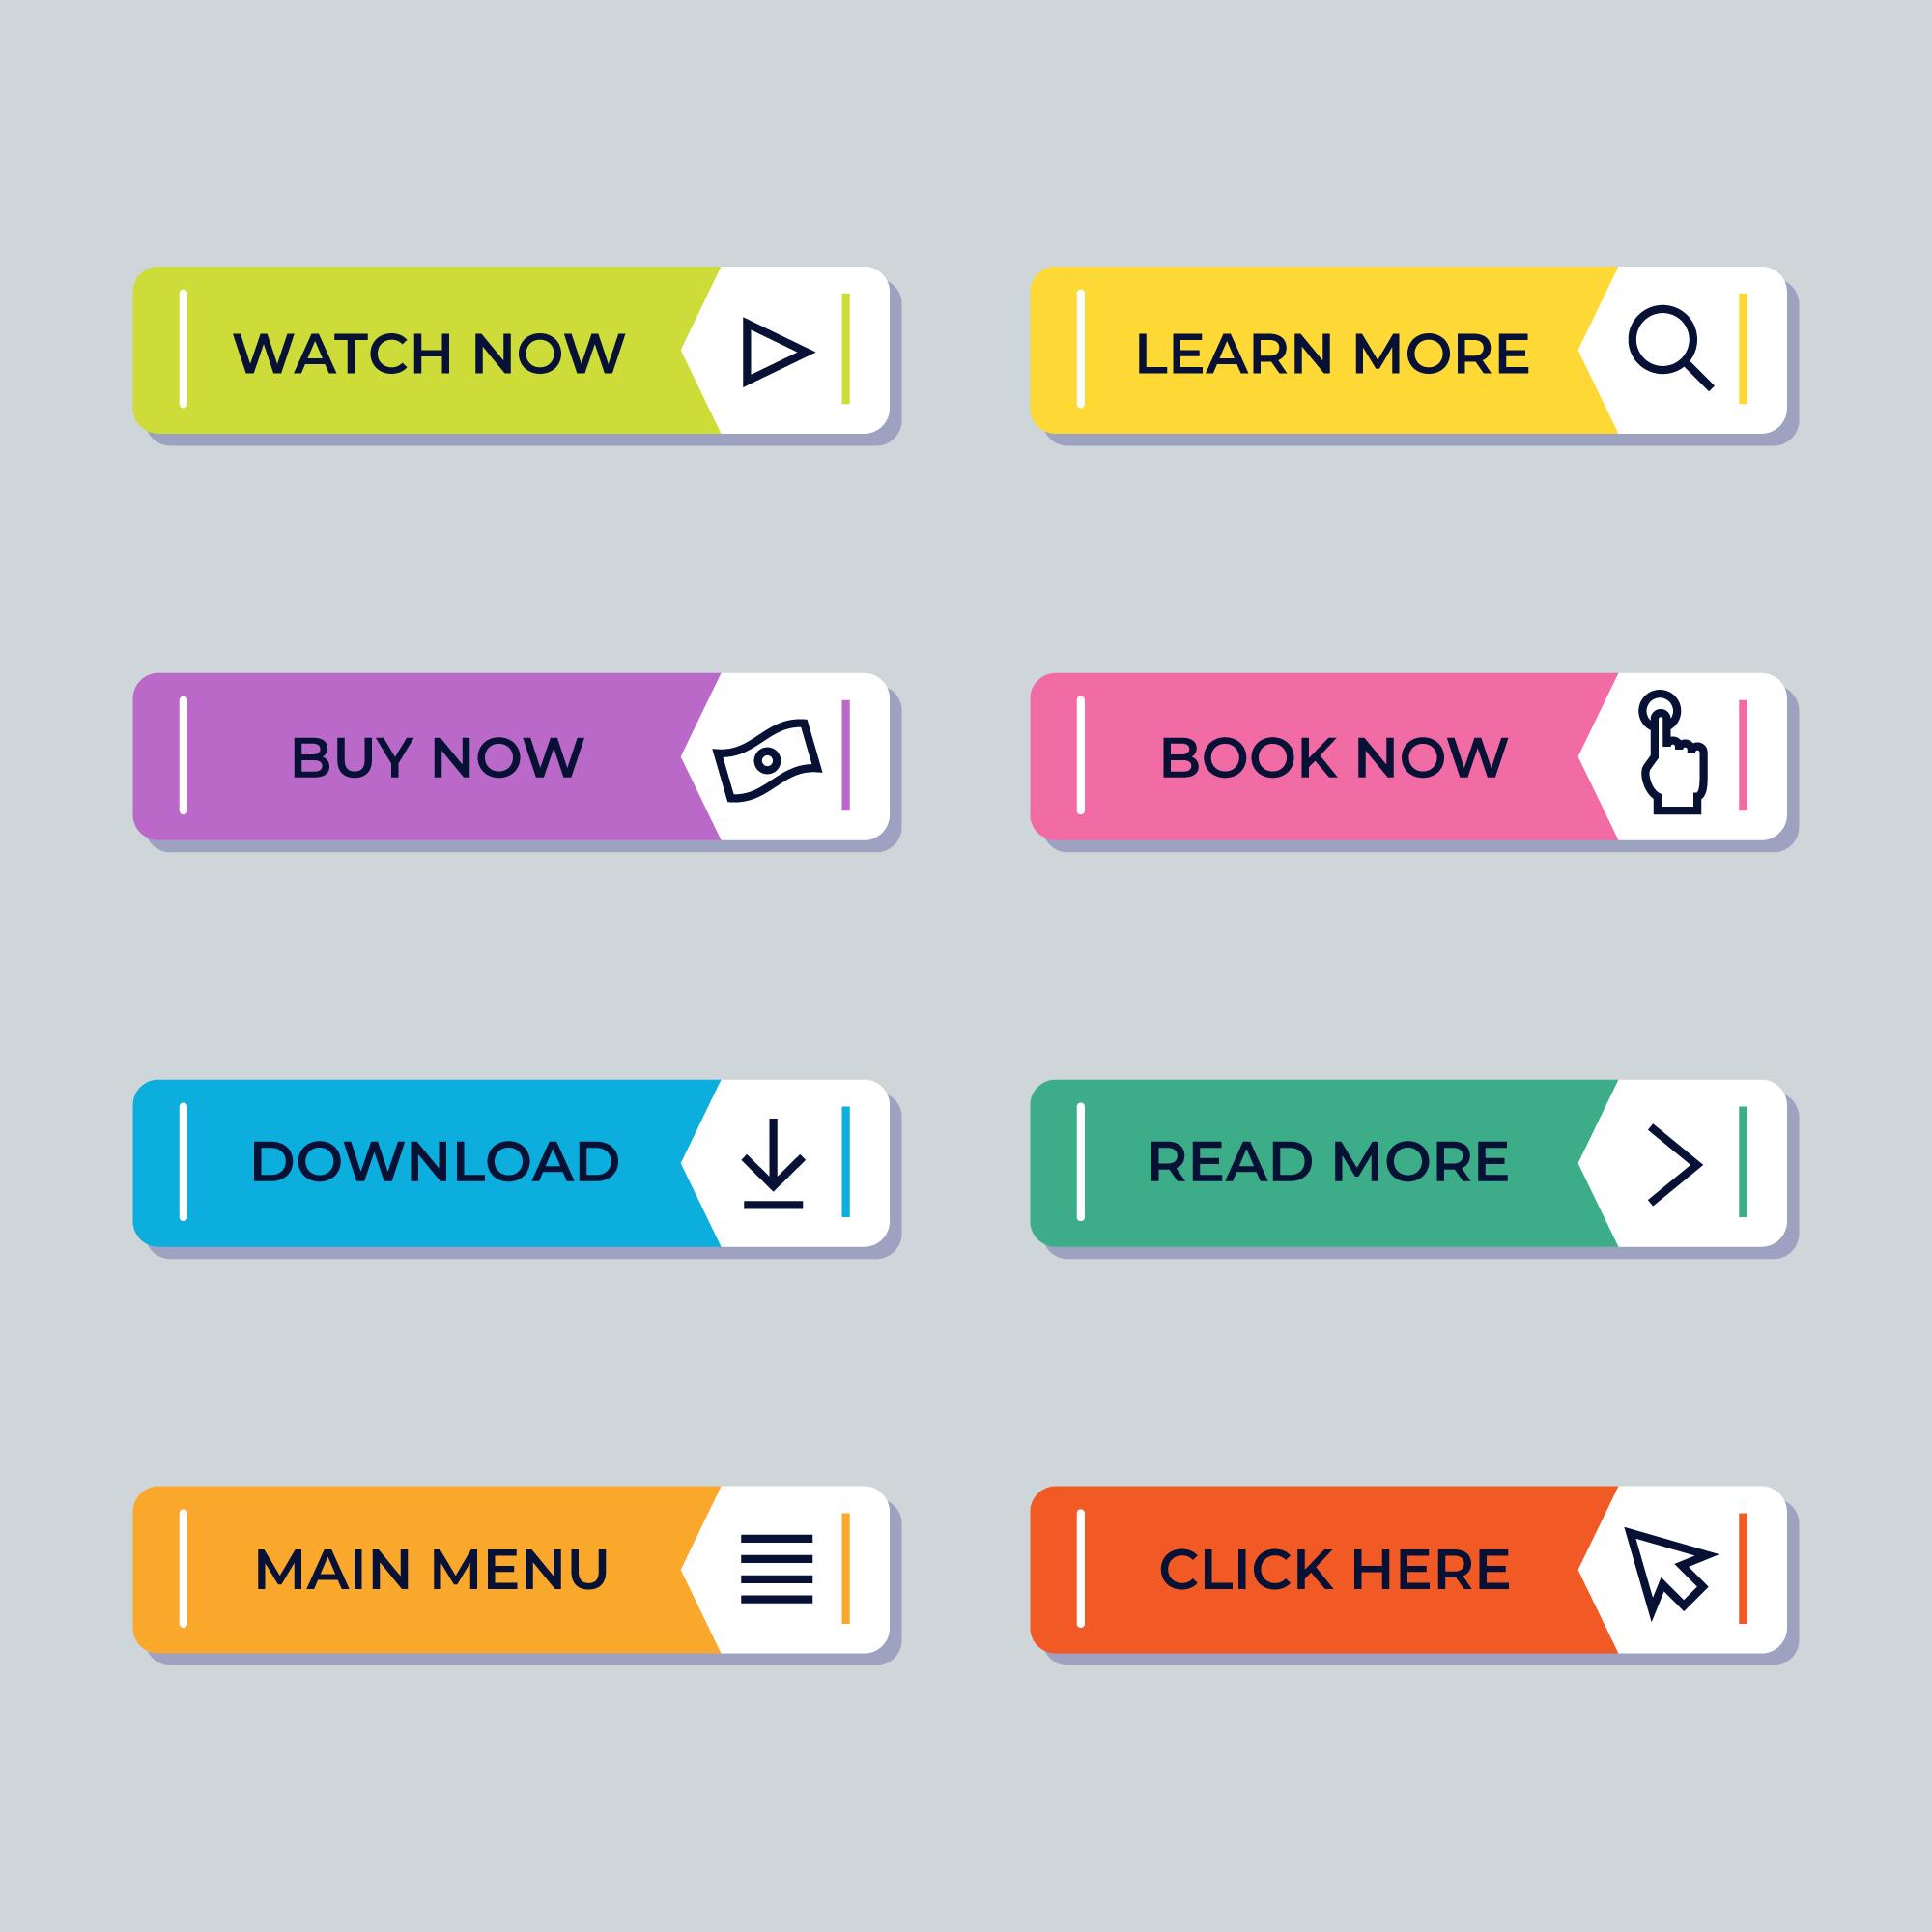 WATCH NOW
LEARN MORE
BUY NOW
BOOK NOW
DOWNLOAD
READ MORE
MAIN MENU
CLICK HERE